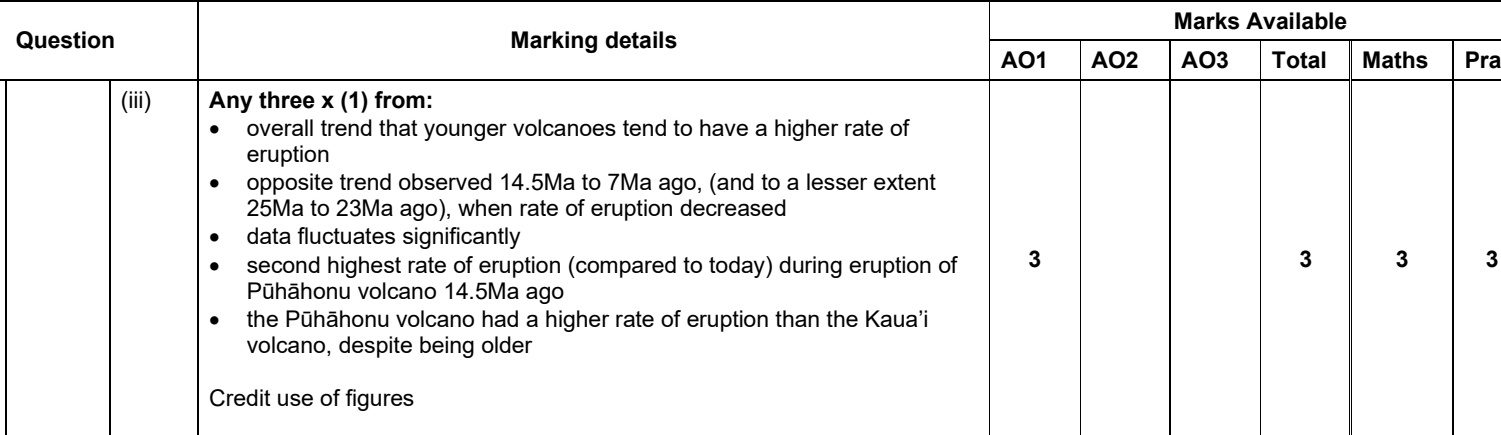 Question
Marking details
Marks Available
AO1 AO2 AO3 Total Maths Pra
(iii)
Any three x (1) from:
• overall trend that younger volcanoes tend to have a higher rate of
eruption
• opposite trend observed 14.5Ma to 7Ma ago, (and to a lesser extent
25Ma to 23Ma ago), when rate of eruption decreased
• data fluctuates significantly
• second highest rate of eruption (compared to today) during eruption of
Pūhāhonu volcano 14.5Ma ago
• the Pūhāhonu volcano had a higher rate of eruption than the Kaua’i
volcano, despite being older
Credit use of figures
3 3 3 3